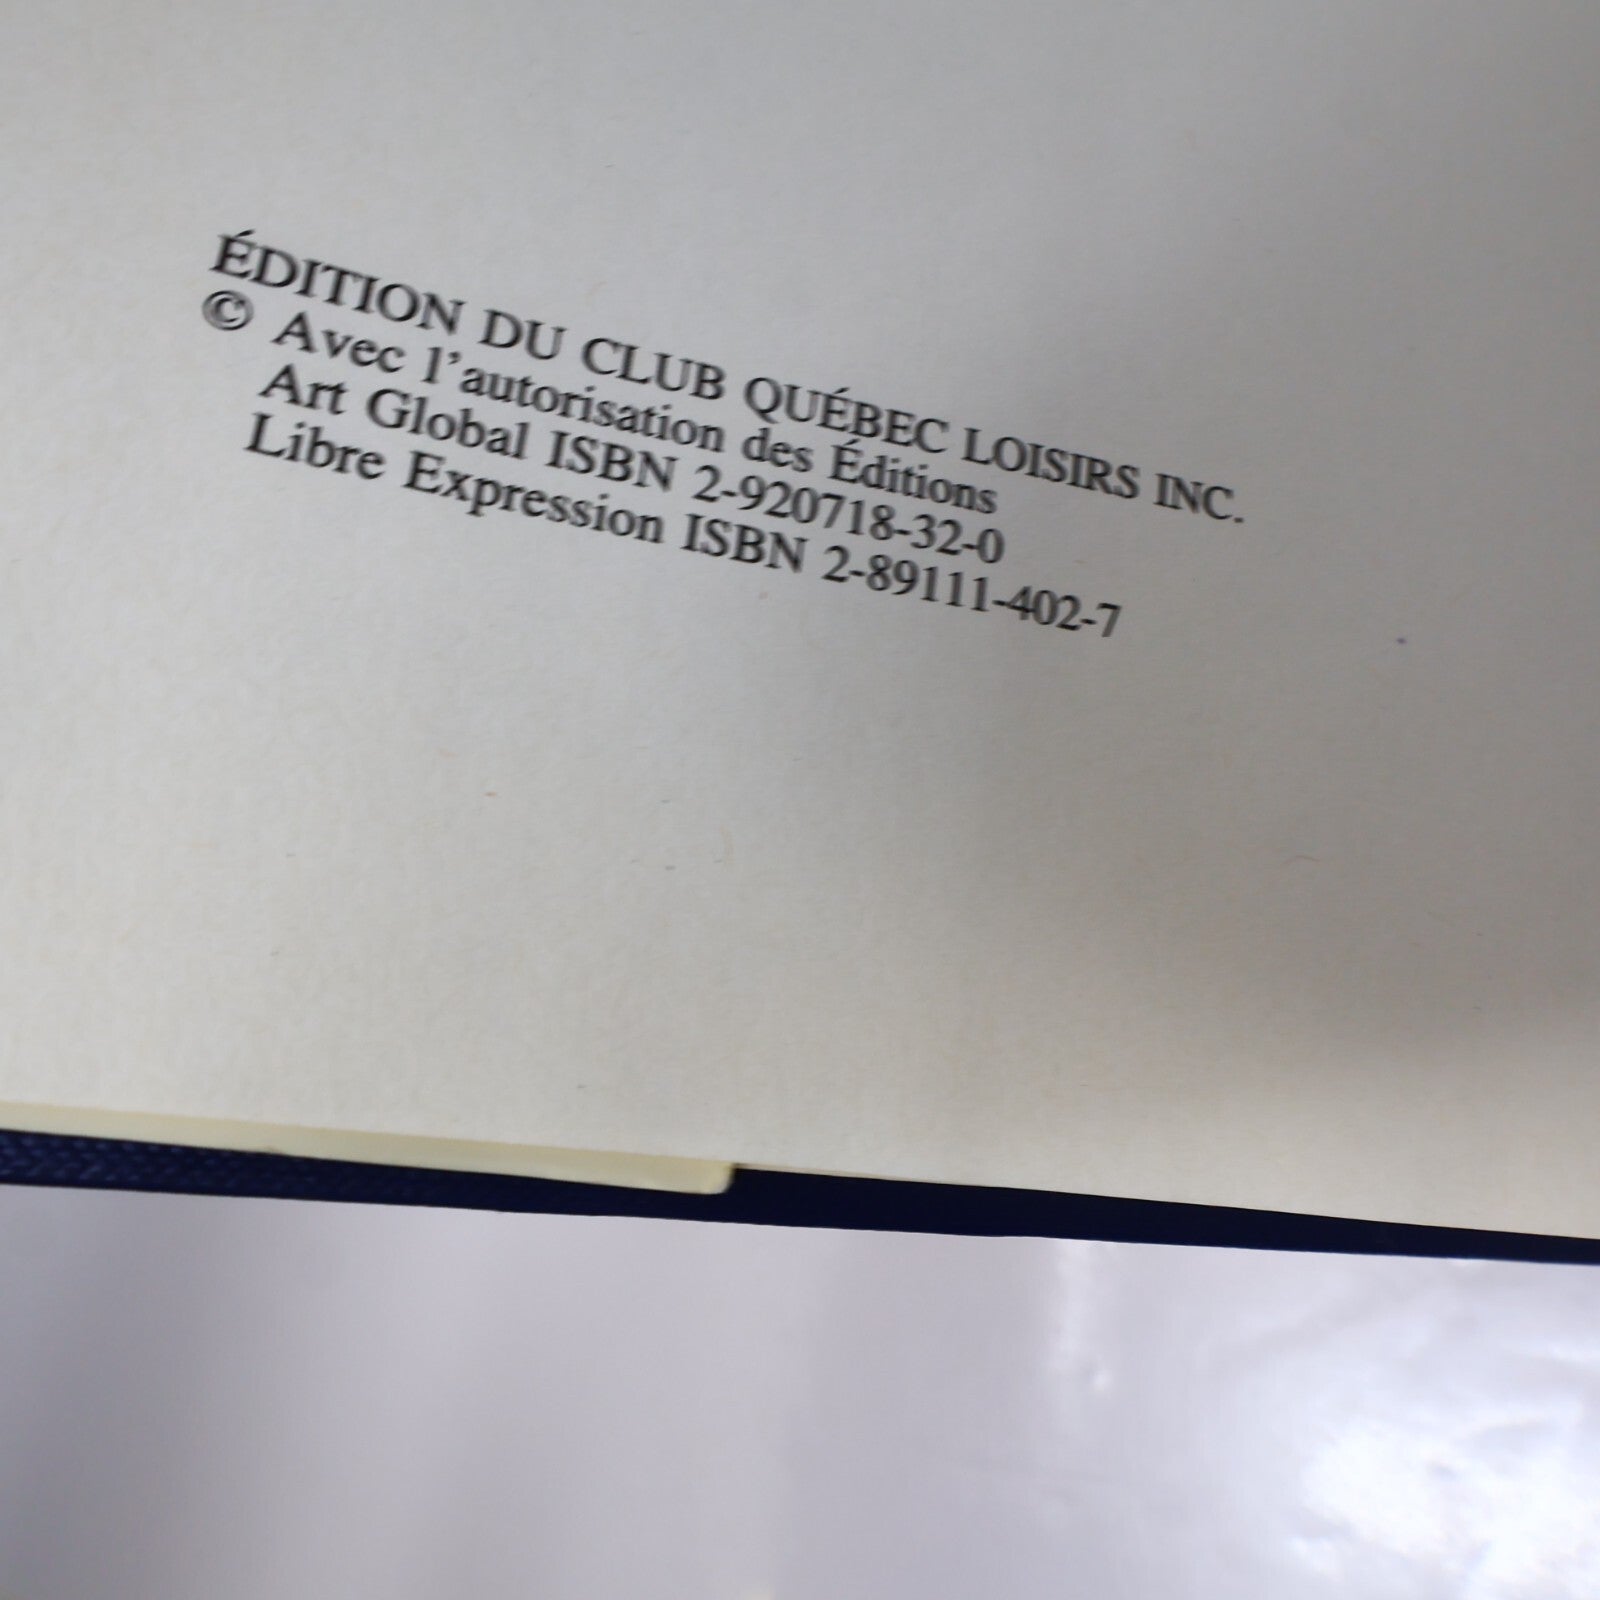 ÉDITION DU CLUB QUÉBEC LOISIRS INC.
© Avec l'autorisation des Éditions
Art Global ISBN 2-920718-32-0
Libre Expression ISBN 2-89111-402-7